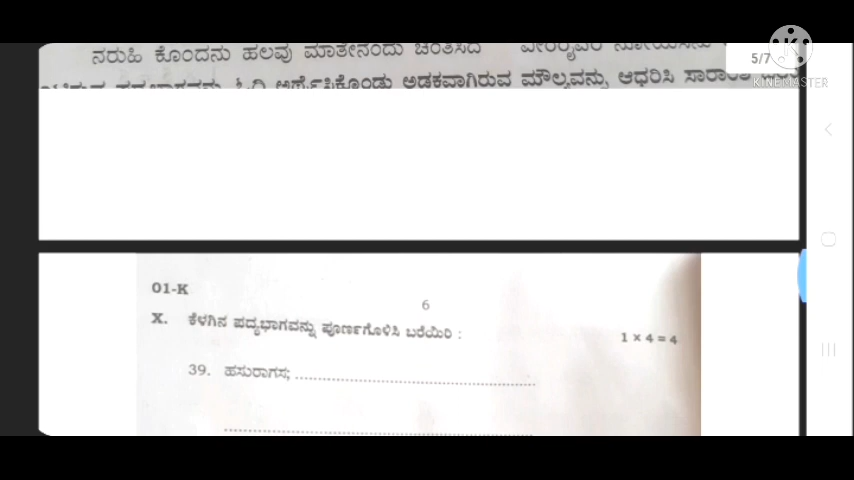 ನರುಹಿ ಕೊಂದನು ಹಲವು ಮಾತೇನೆಂದು ಚಿಂತಿಸಿದ
5/7
KINEMASTER
ಅರ್ಥೈಸಿಕೊಂಡು ಅಡಕವಾಗಿರುವ ಮೌಲ್ಯವನ್ನು ಆಧರಿಸಿ
01-K
6
X. ಕೆಳಗಿನ ಪದ್ಯಭಾಗವನ್ನು ಪೂರ್ಣಗೊಳಿಸಿ ಬರೆಯಿರಿ :
1 × 4 = 4
39. ಹಸುರಾಗಸ; ................................................
................................................